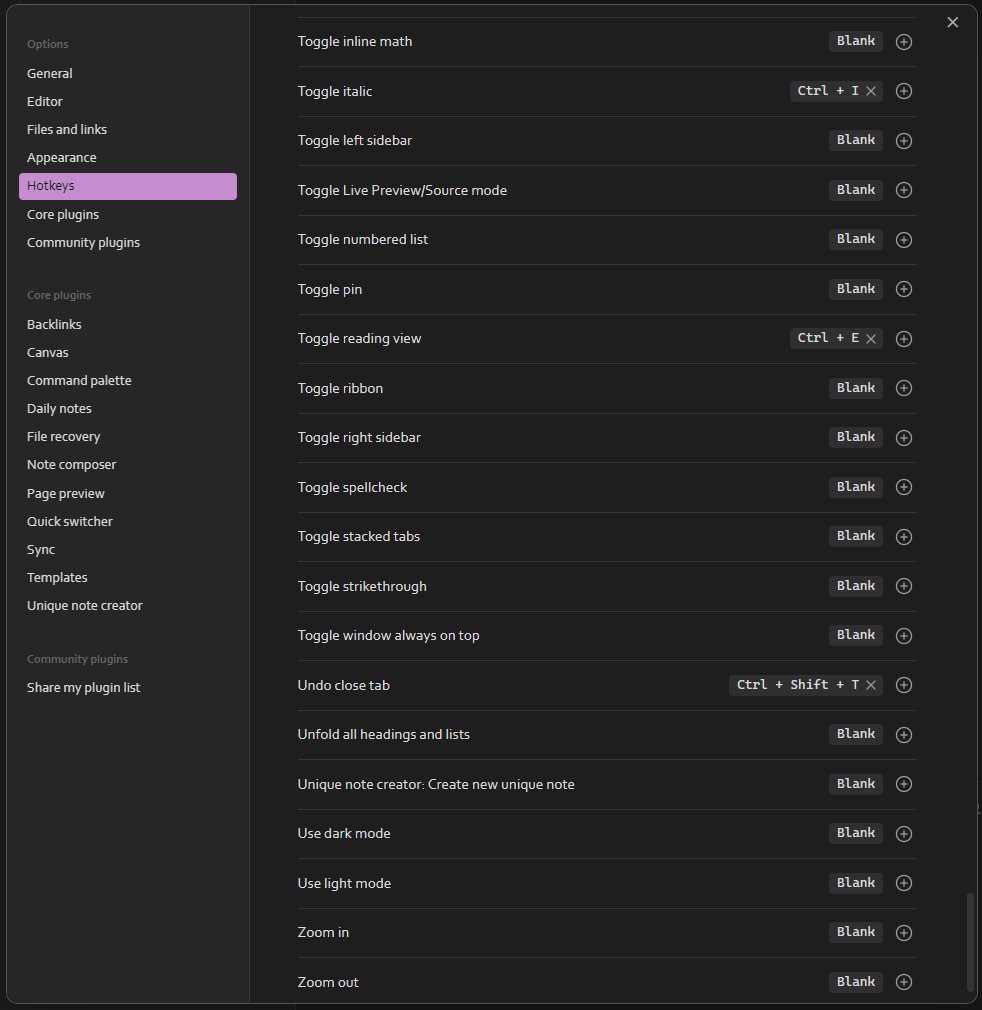 Options
General
Editor
Files and links
Appearance
Hotkeys
Core plugins
Community plugins
Core plugins
Backlinks
Canvas
Command palette
Daily notes
File recovery
Note composer
Page preview
Quick switcher
Sync
Templates
Unique note creator
Community plugins
Share my plugin list
Toggle inline math Blank
Toggle italic Ctrl + I
Toggle left sidebar Blank
Toggle Live Preview/Source mode Blank
Toggle numbered list Blank
Toggle pin Blank
Toggle reading view Ctrl + E
Toggle ribbon Blank
Toggle right sidebar Blank
Toggle spellcheck Blank
Toggle stacked tabs Blank
Toggle strikethrough Blank
Toggle window always on top Blank
Undo close tab Ctrl + Shift + T
Unfold all headings and lists Blank
Unique note creator: Create new unique note Blank
Use dark mode Blank
Use light mode Blank
Zoom in Blank
Zoom out Blank